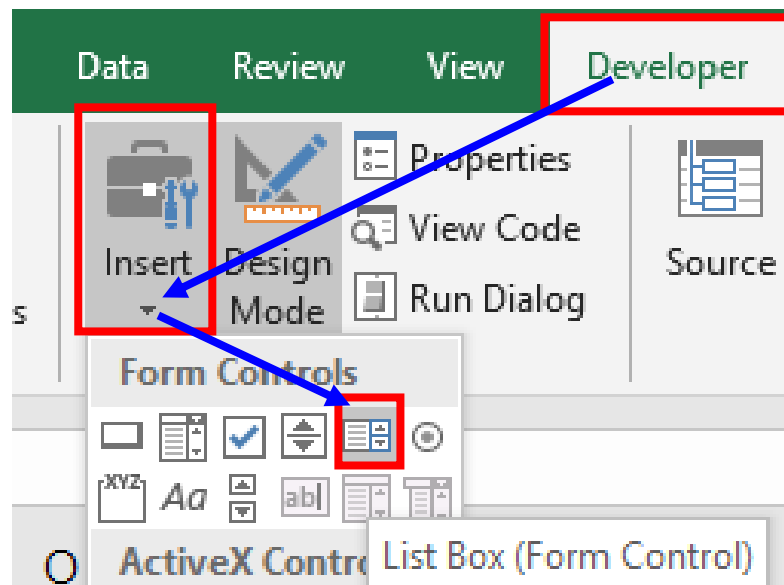 Data Review View Developer
Properties
View Code
Insert Design Source
Mode Run Dialog
s
Form Controls
XYZ Aa ab
ActiveX Contro
List Box (Form Control)
O